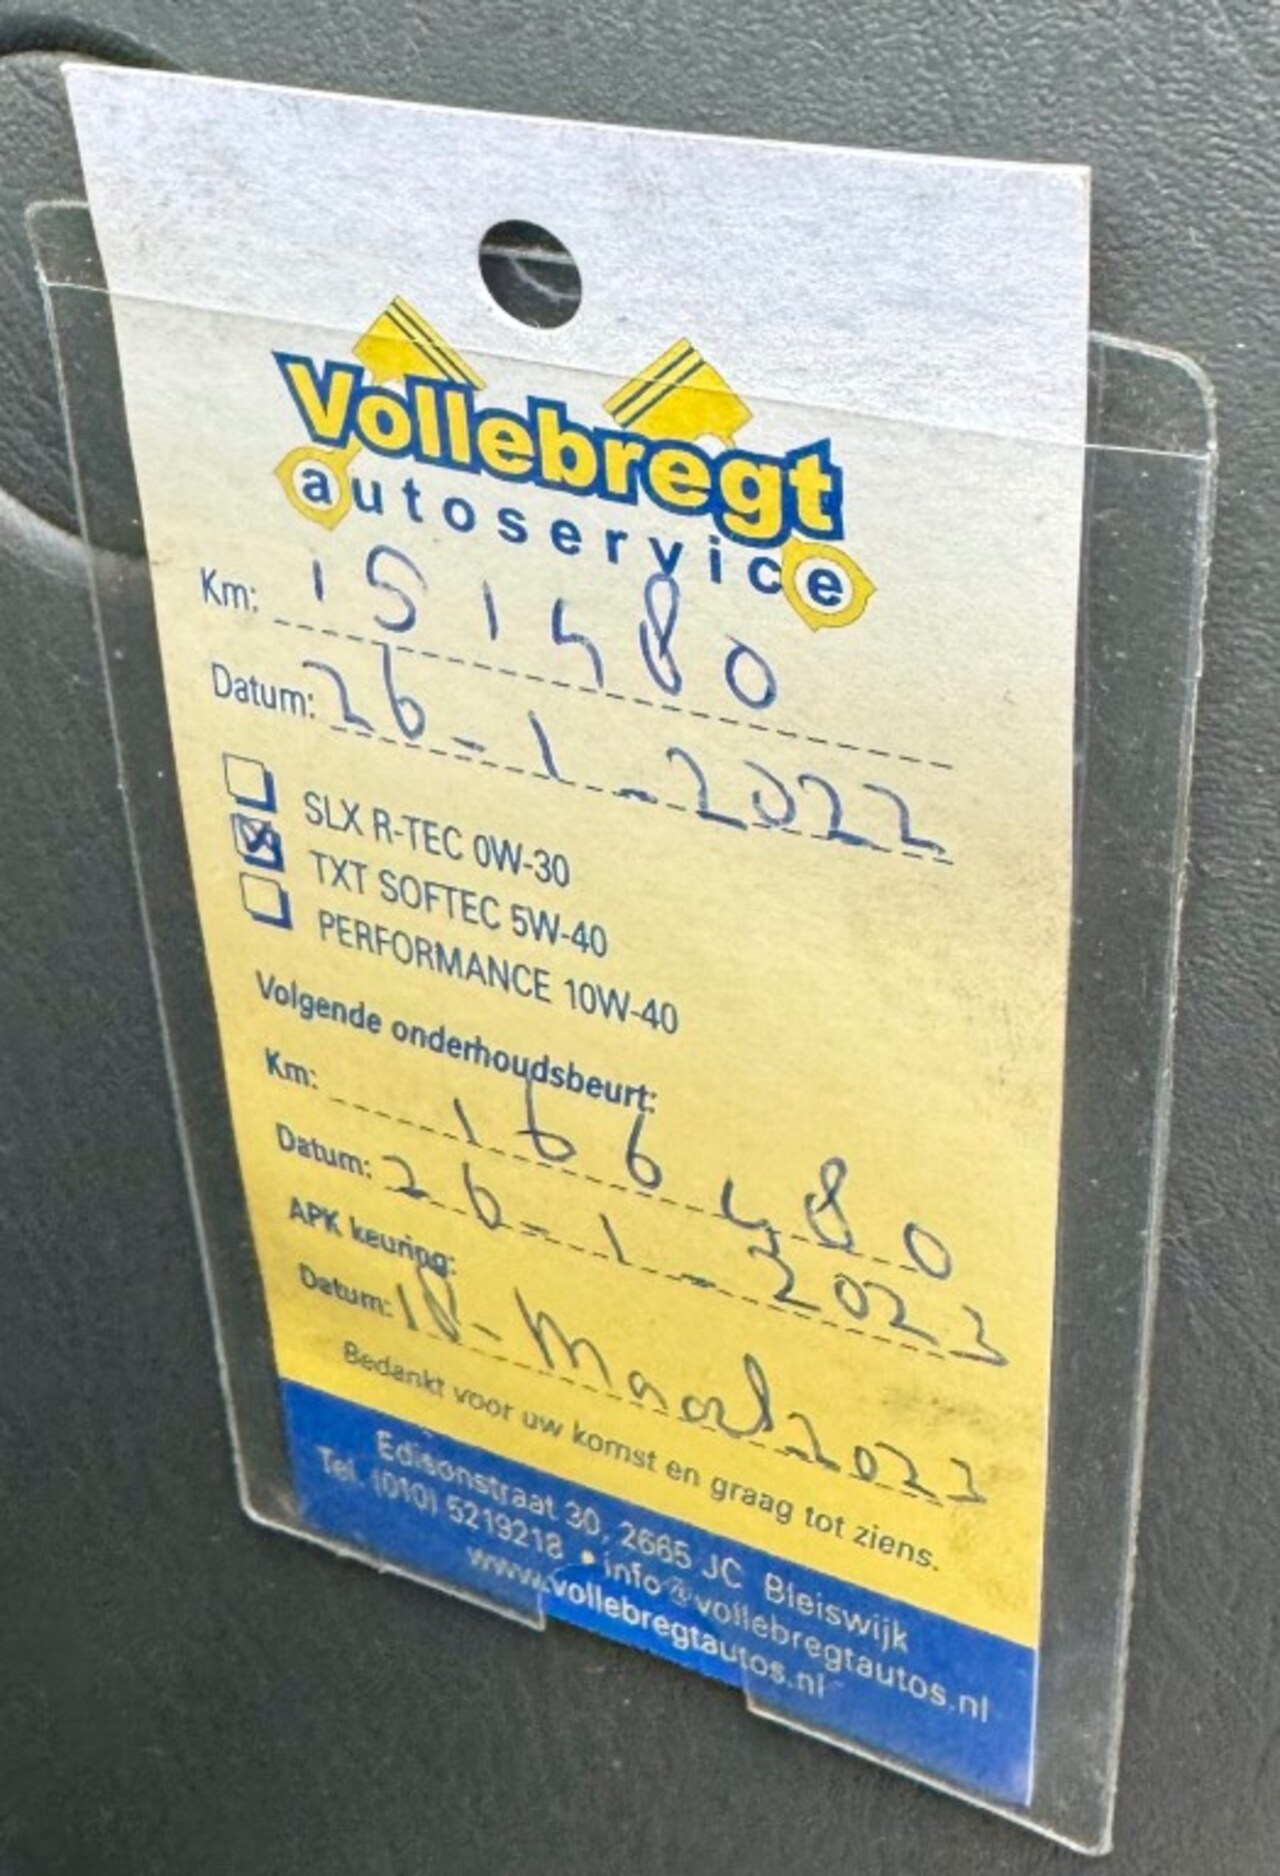 Vollebregt
autoservice
Km: 151480
Datum: 26-1-2022
SLX R-TEC 0W-30
TXT SOFTEC 5W-40
PERFORMANCE 10W-40
Volgende onderhoudsbeurt:
Km: 166480
Datum: 26-1-2023
APK keuring:
Datum: 18-Maart 2023
Bedankt voor uw komst en graag tot ziens.
Edisonstraat 30, 2665 JC Bleiswijk
Tel. (010) 5219218 • info@vollebregtautos.nl
www.vollebregtautos.nl